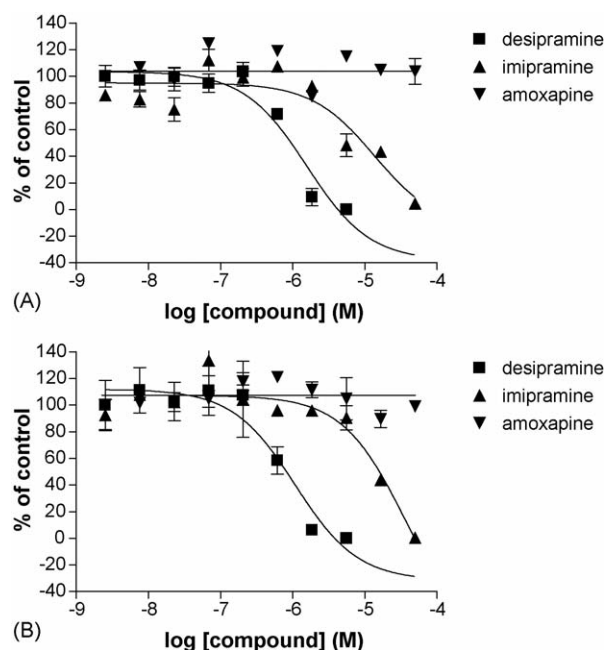 140
120
100
80
60
40
20
0
-20
-40
% of control
-9 -8 -7 -6 -5 -4
log [compound] (M)
(A)
desipramine
imipramine
amoxapine
140
120
100
80
60
40
20
0
-20
-40
% of control
-9 -8 -7 -6 -5 -4
log [compound] (M)
(B)
desipramine
imipramine
amoxapine